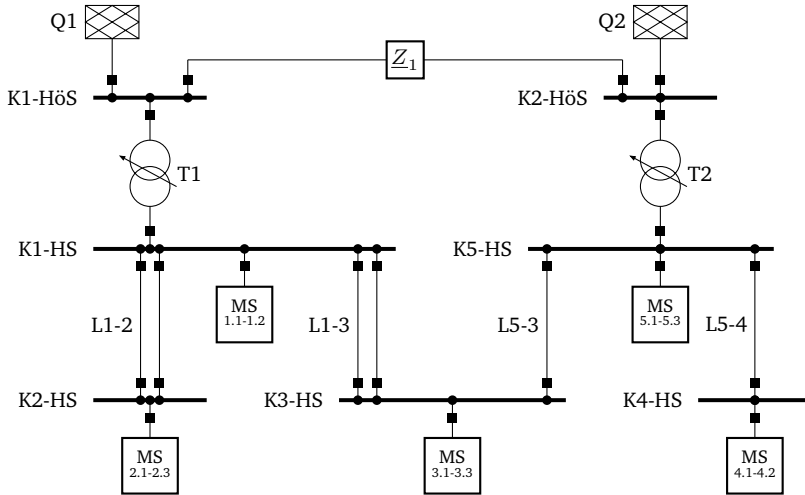 Q1
Q2
Z1
K1-HöS
K2-HöS
T1
T2
K1-HS
K5-HS
MS
1.1-1.2
MS
5.1-5.3
L1-2
L1-3
L5-3
L5-4
K2-HS
K3-HS
K4-HS
MS
2.1-2.3
MS
3.1-3.3
MS
4.1-4.2